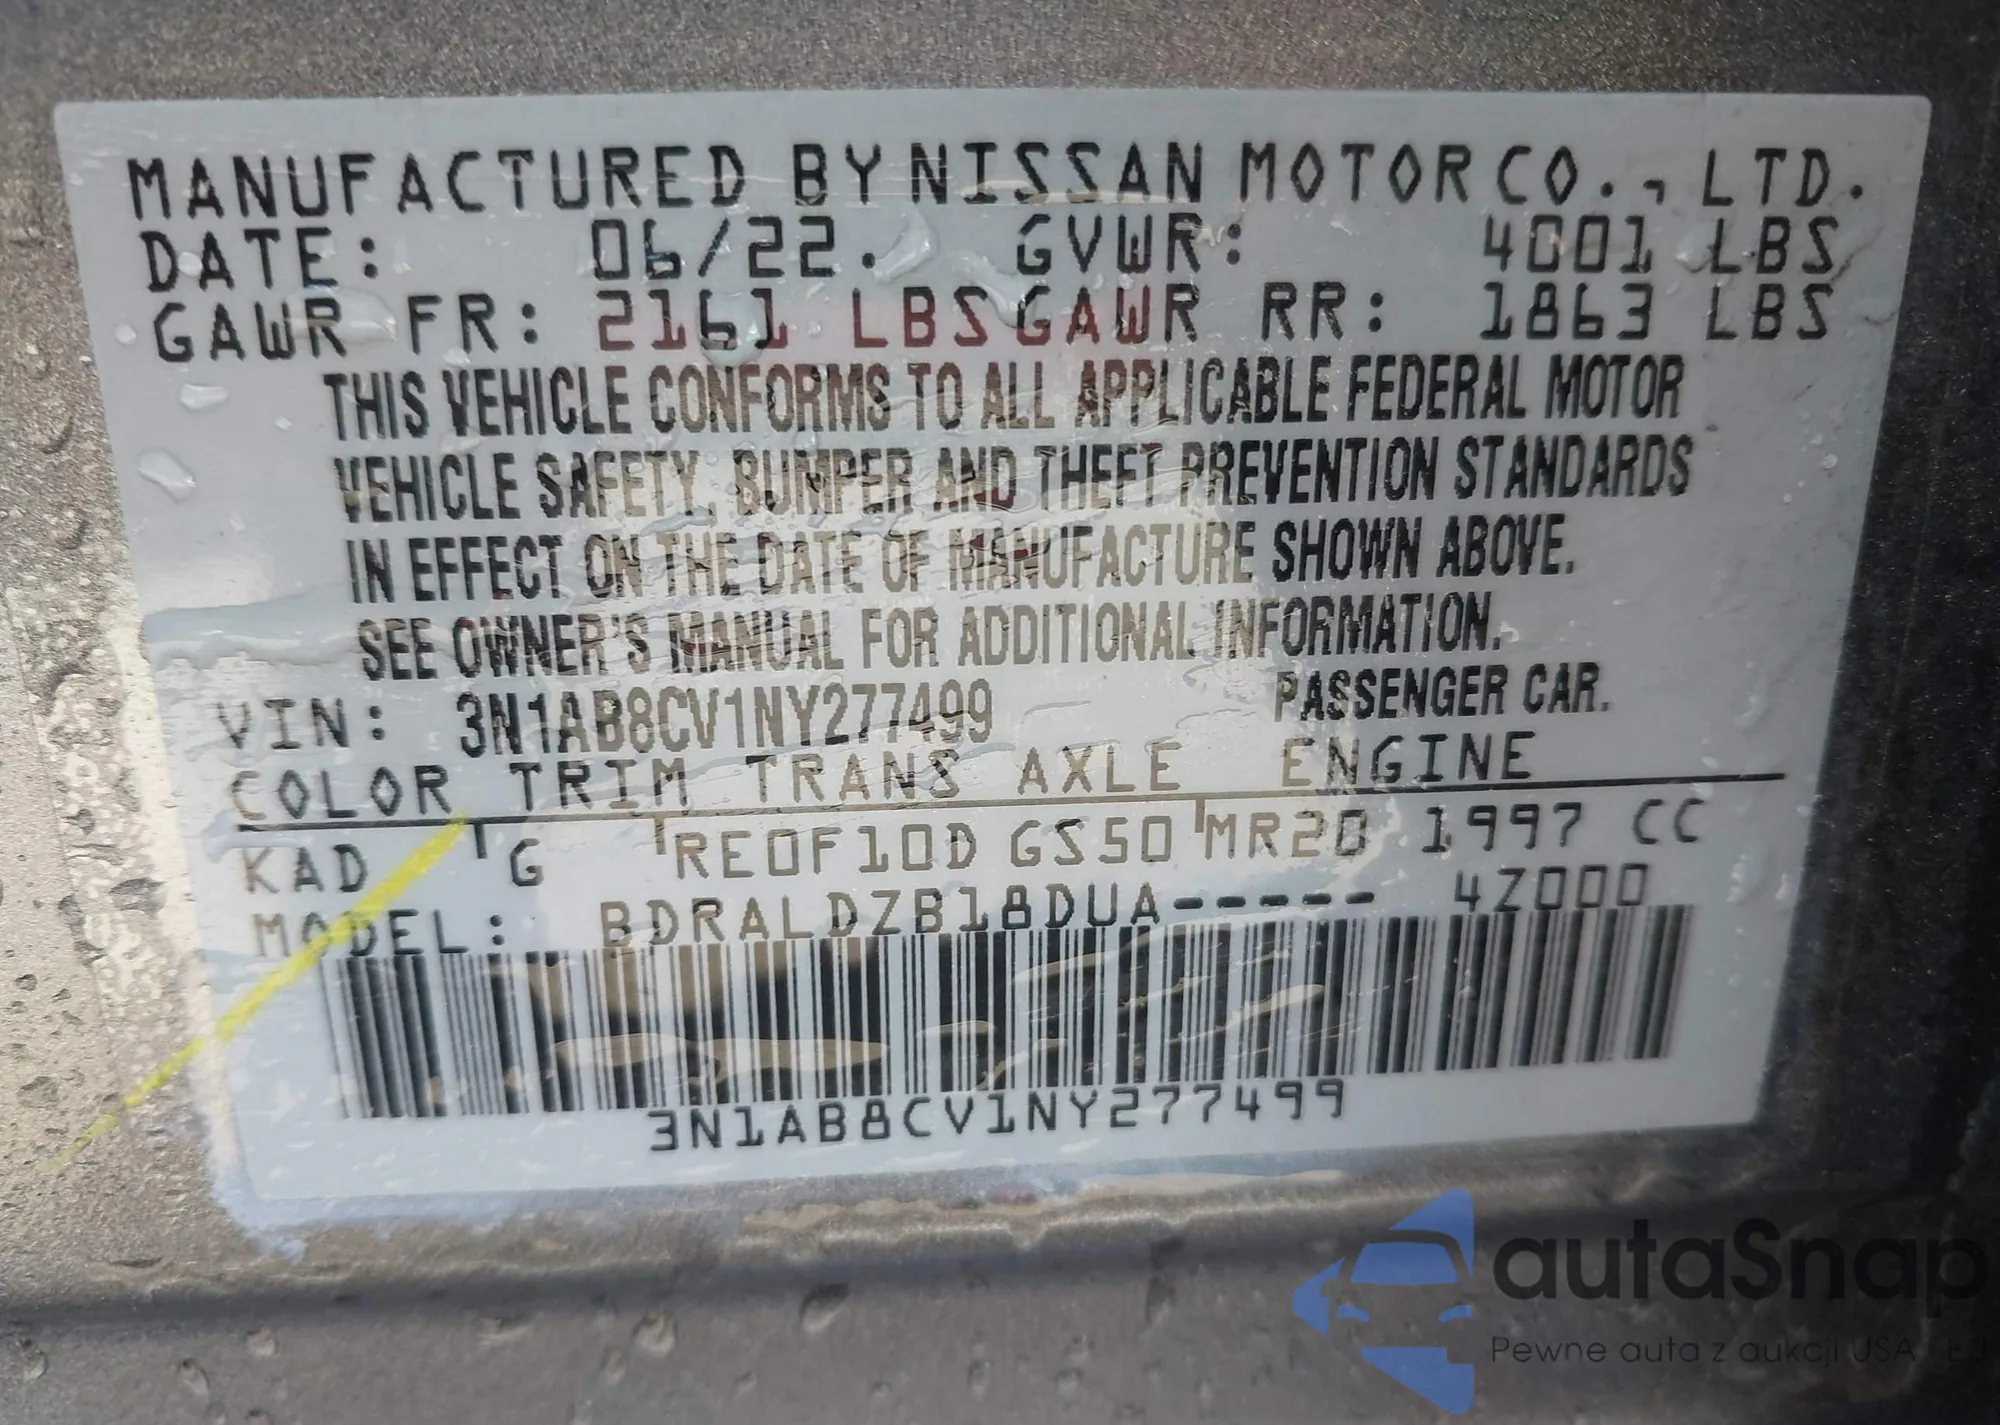 MANUFACTURED BY NISSAN MOTOR CO., LTD.
DATE: 06/22. GVWR: 4001 LBS
GAWR FR: 2161 LBS GAWR RR: 1863 LBS
THIS VEHICLE CONFORMS TO ALL APPLICABLE FEDERAL MOTOR
VEHICLE SAFETY, BUMPER AND THEFT PREVENTION STANDARDS
IN EFFECT ON THE DATE OF MANUFACTURE SHOWN ABOVE.
SEE OWNER'S MANUAL FOR ADDITIONAL INFORMATION.
VIN: 3N1AB8CV1NY277499 PASSENGER CAR.
COLOR TRIM TRANS AXLE ENGINE
KAD G RE0F10D GS50 MR20 1997 CC
MODEL: BDRALDZB18DUA----- 4Z000
3N1AB8CV1NY277499
autaSnap
Pewne auta z aukcji USA i EU